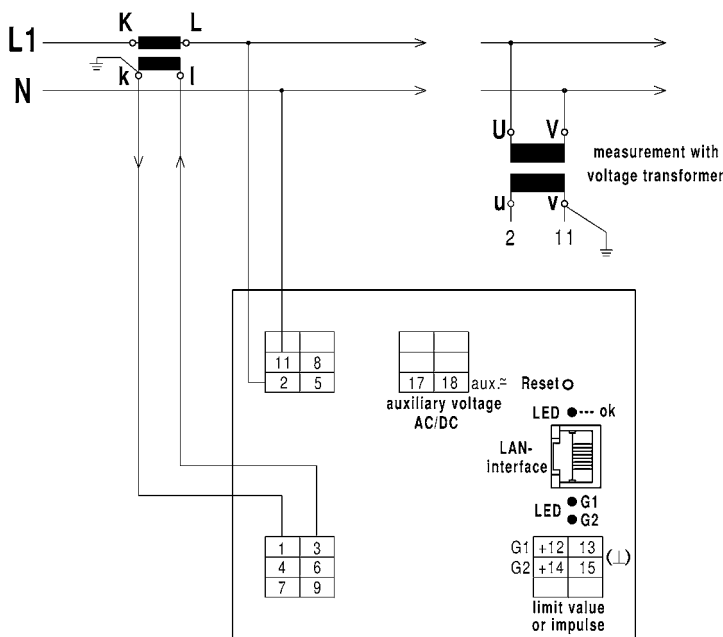 K L
L1
k l
N
U V
measurement with
voltage transformer
u v
2 11
11 8
2 5
17 18 aux.≂
auxiliary voltage
AC/DC
Reset
LED --- ok
LAN-
interface
LED G1
G2
1 3
4 6
7 9
G1 +12 13 (⊥)
G2 +14 15
limit value
or impulse